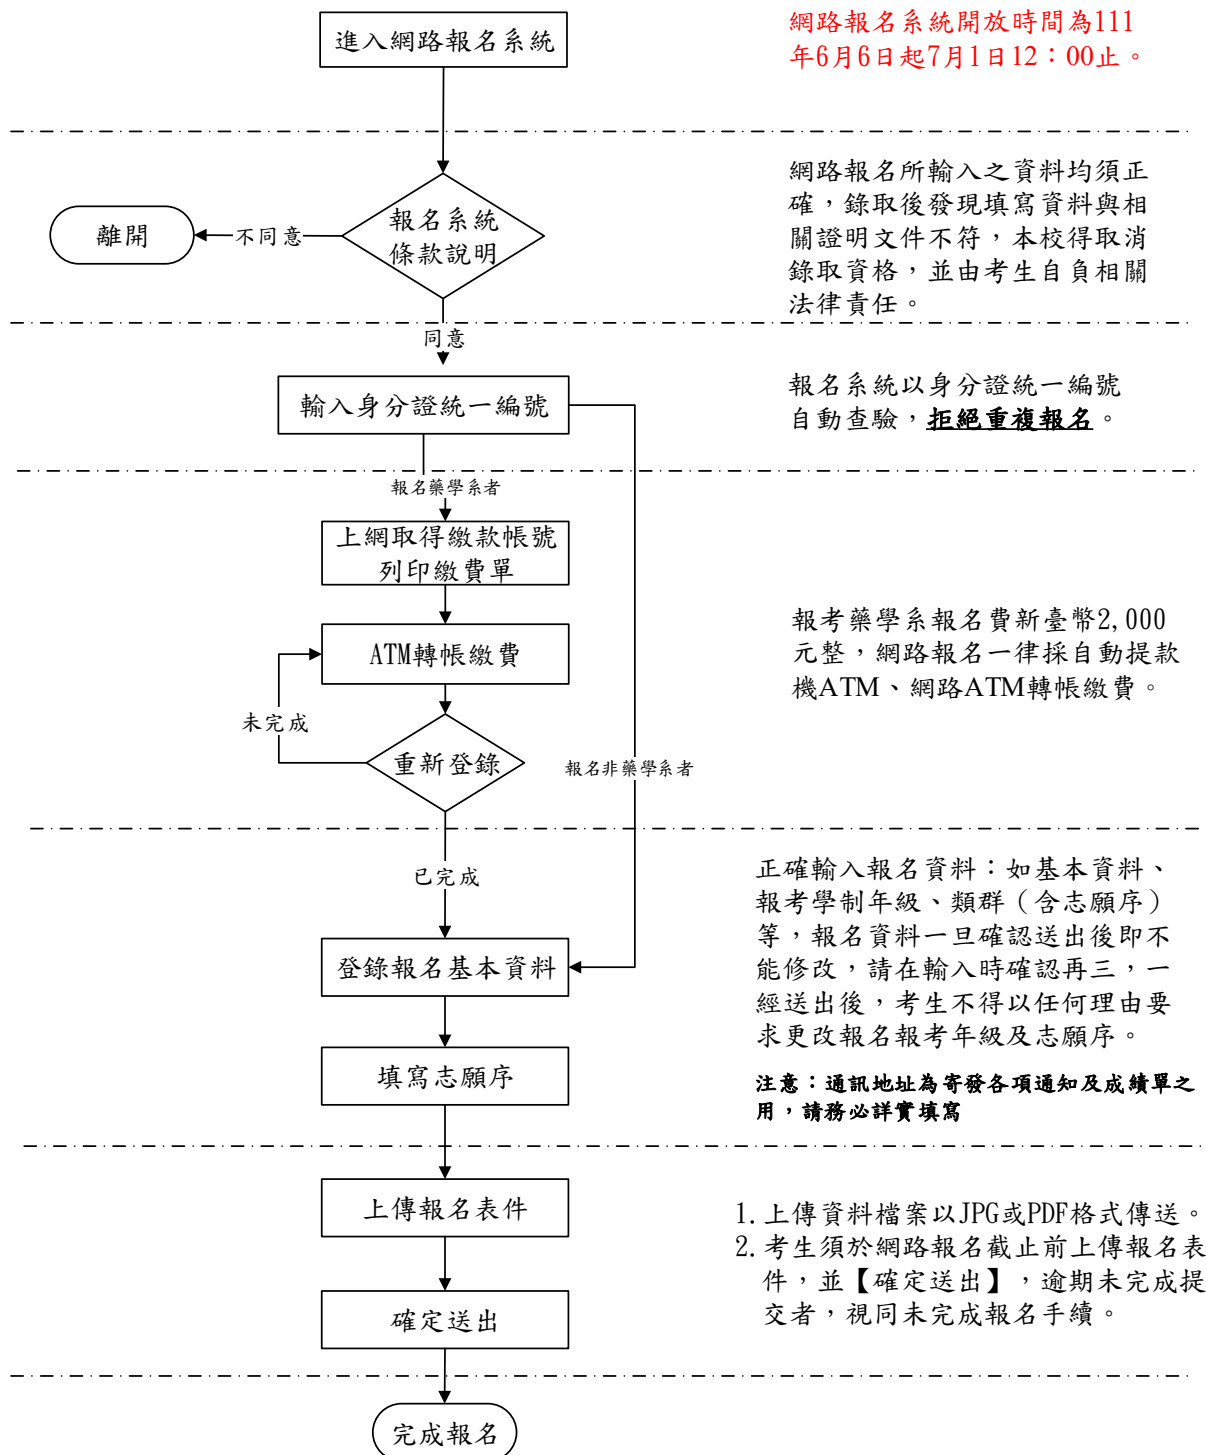 進入網路報名系統
網路報名系統開放時間為111
年6月6日起7月1日12：00止。
報名系統
條款說明
不同意
離開
網路報名所輸入之資料均須正
確，錄取後發現填寫資料與相
關證明文件不符，本校得取消
錄取資格，並由考生自負相關
法律責任。
同意
輸入身分證統一編號
報名系統以身分證統一編號
自動查驗，拒絕重複報名。
報名藥學系者
上網取得繳款帳號
列印繳費單
ATM轉帳繳費
未完成
重新登錄
報名非藥學系者
報考藥學系報名費新臺幣2,000
元整，網路報名一律採自動提款
機ATM、網路ATM轉帳繳費。
已完成
登錄報名基本資料
填寫志願序
正確輸入報名資料：如基本資料、
報考學制年級、類群（含志願序）
等，報名資料一旦確認送出後即不
能修改，請在輸入時確認再三，一
經送出後，考生不得以任何理由要
求更改報名報考年級及志願序。
注意：通訊地址為寄發各項通知及成績單之
用，請務必詳實填寫
上傳報名表件
確定送出
1.上傳資料檔案以JPG或PDF格式傳送。
2.考生須於網路報名截止前上傳報名表
件，並【確定送出】，逾期未完成提
交者，視同未完成報名手續。
完成報名